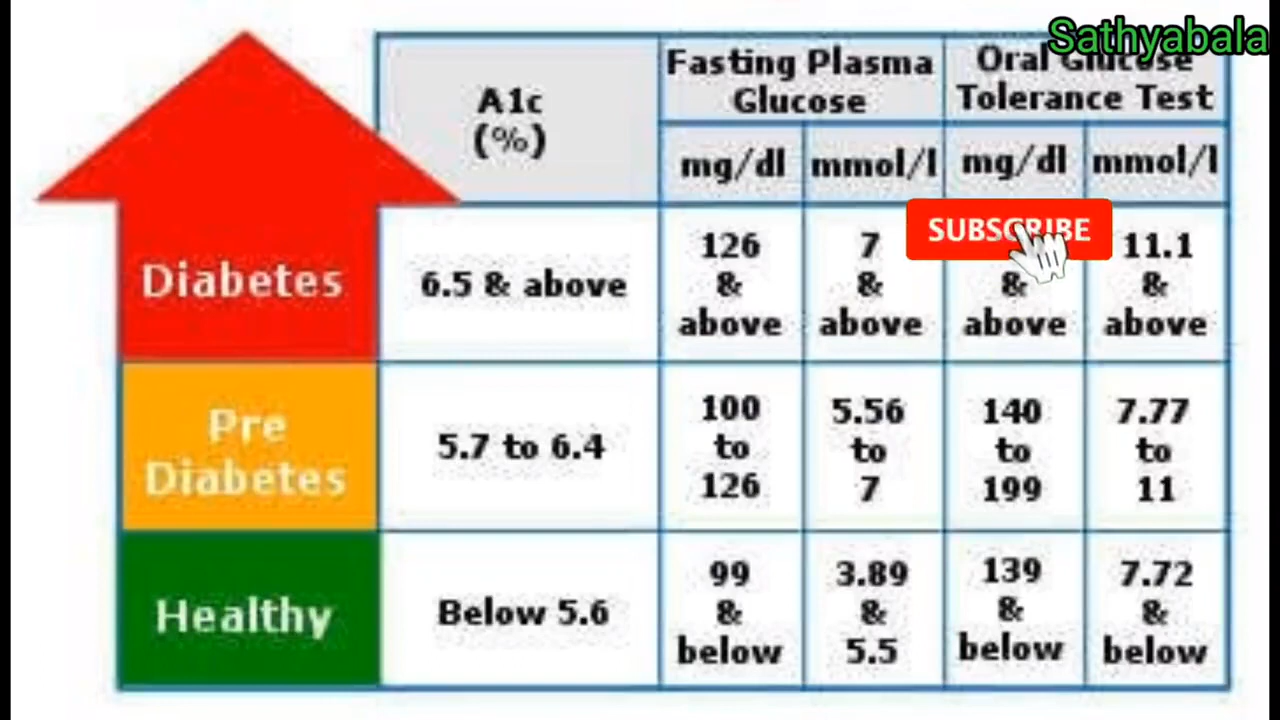 Sathyabala
A1c
(%)
Fasting Plasma
Glucose
Oral Glucose
Tolerance Test
mg/dl
mmol/l
mg/dl
mmol/l
Diabetes
6.5 & above
126
&
above
7
&
above
SUBSCRIBE
&
above
11.1
&
above
Pre
Diabetes
5.7 to 6.4
100
to
126
5.56
to
7
140
to
199
7.77
to
11
Healthy
Below 5.6
99
&
below
3.89
&
5.5
139
&
below
7.72
&
below